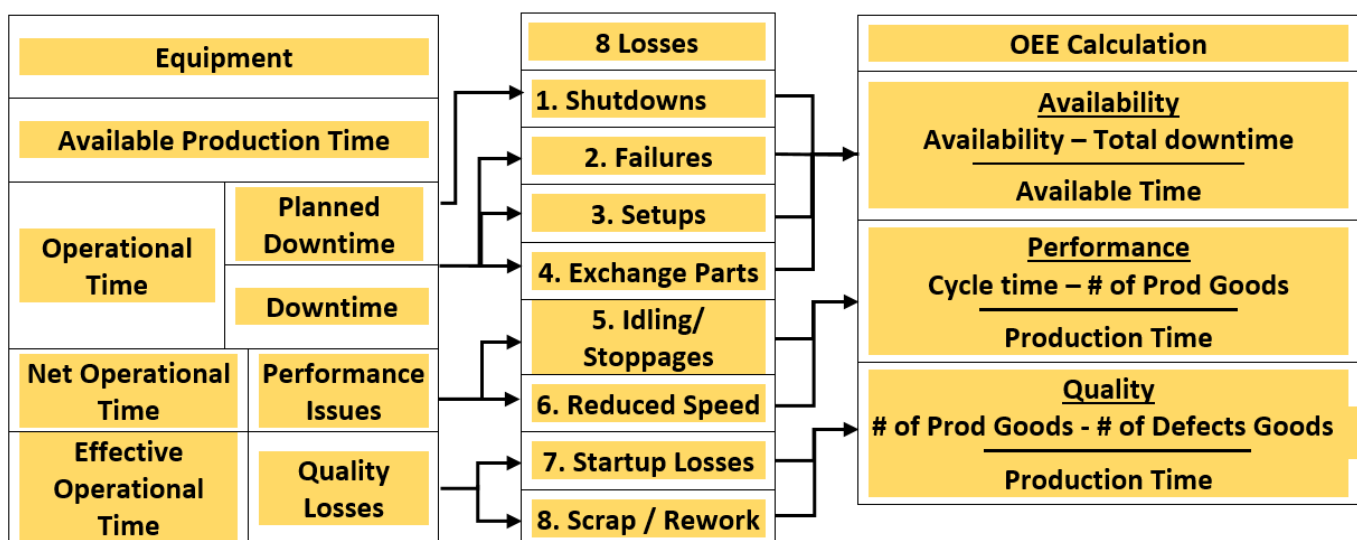 Equipment
Available Production Time
Operational
Time
Planned
Downtime
Downtime
Net Operational
Time
Performance
Issues
Effective
Operational
Time
Quality
Losses
8 Losses
1. Shutdowns
2. Failures
3. Setups
4. Exchange Parts
5. Idling/
Stoppages
6. Reduced Speed
7. Startup Losses
8. Scrap / Rework
OEE Calculation
Availability
Availability – Total downtime
Available Time
Performance
Cycle time – # of Prod Goods
Production Time
Quality
# of Prod Goods - # of Defects Goods
Production Time